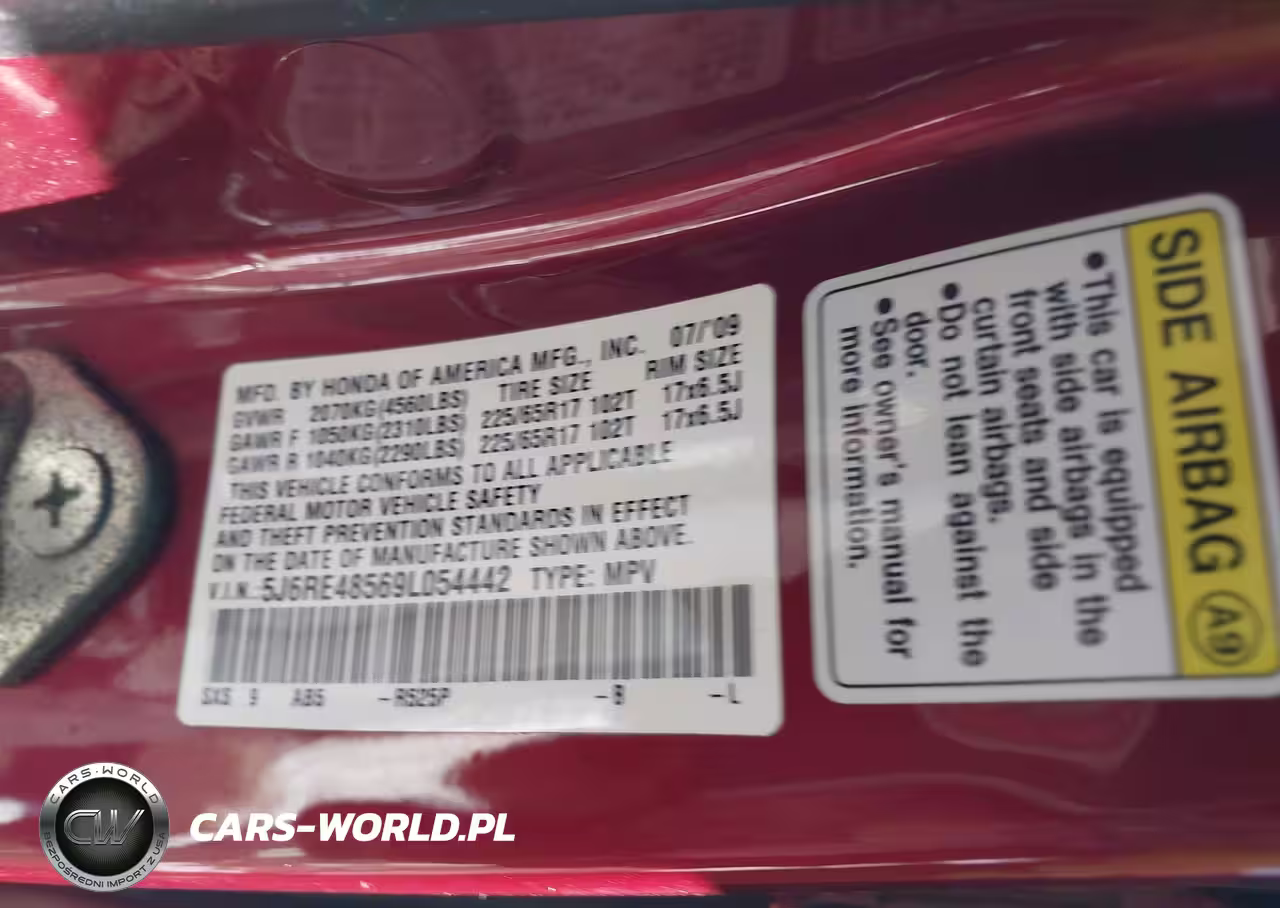 MFD. BY HONDA OF AMERICA MFG., INC. 07/'09
GVWR 2070KG(4560LBS) TIRE SIZE RIM SIZE
GAWR F 1050KG(2310LBS) 225/65R17 102T 17x6.5J
GAWR R 1040KG(2290LBS) 225/65R17 102T 17x6.5J
THIS VEHICLE CONFORMS TO ALL APPLICABLE
FEDERAL MOTOR VEHICLE SAFETY
AND THEFT PREVENTION STANDARDS IN EFFECT
ON THE DATE OF MANUFACTURE SHOWN ABOVE.
V.I.N.:5J6RE48569L054442 TYPE: MPV
SXS 9 AB5 -R525P -B -L
SIDE AIRBAG A9
●This car is equipped
with side airbags in the
front seats and side
curtain airbags.
●Do not lean against the
door.
●See owner's manual for
more information.
CARS-WORLD
CW
BEZPOŚREDNI IMPORT Z USA
CARS-WORLD.PL